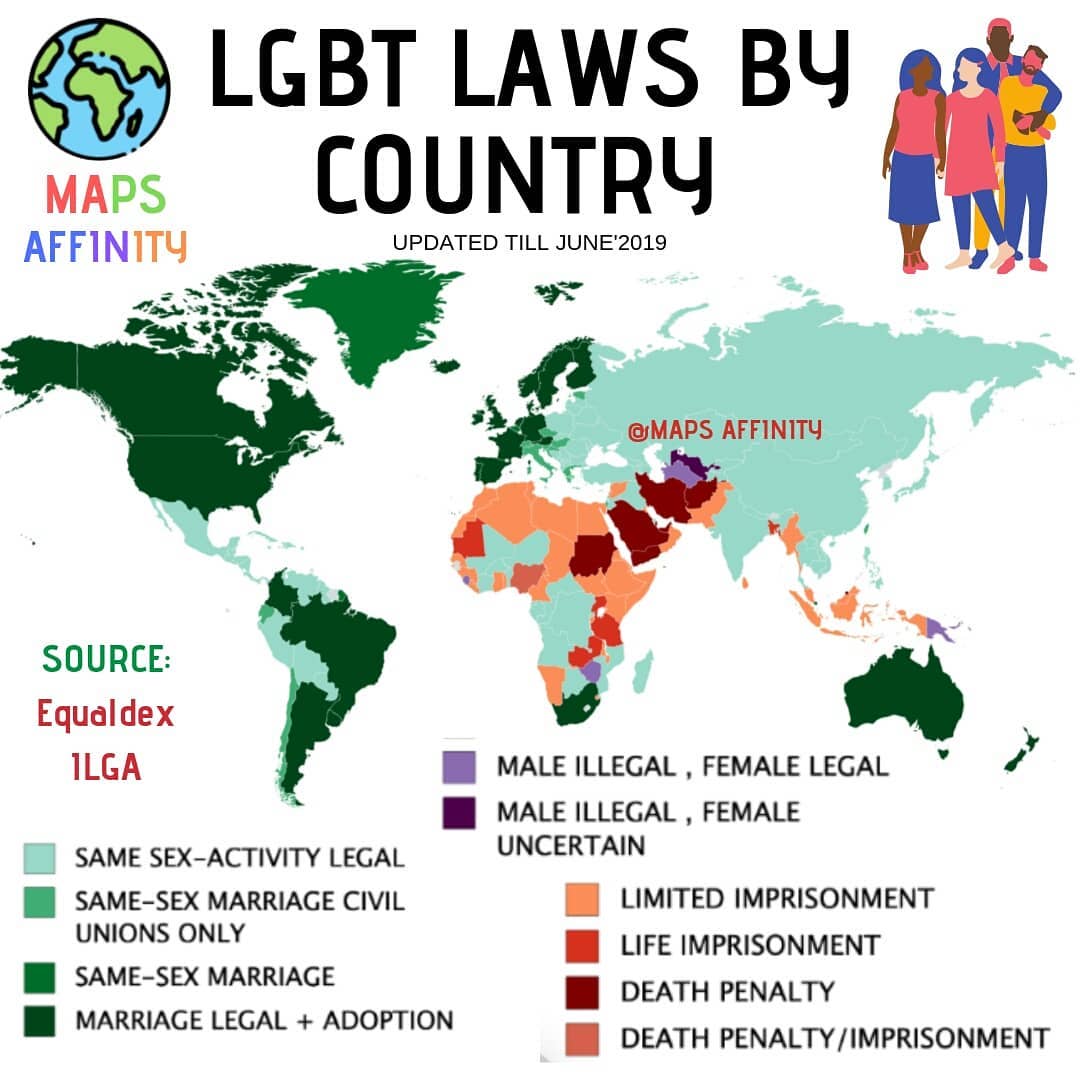 LGBT LAWS BY
COUNTRY
UPDATED TILL JUNE'2019
MAPS
AFFINITY
@MAPS AFFINITY
SOURCE:
Equaldex
ILGA
MALE ILLEGAL , FEMALE LEGAL
MALE ILLEGAL , FEMALE
UNCERTAIN
SAME SEX-ACTIVITY LEGAL
SAME-SEX MARRIAGE CIVIL
UNIONS ONLY
SAME-SEX MARRIAGE
MARRIAGE LEGAL + ADOPTION
LIMITED IMPRISONMENT
LIFE IMPRISONMENT
DEATH PENALTY
DEATH PENALTY/IMPRISONMENT